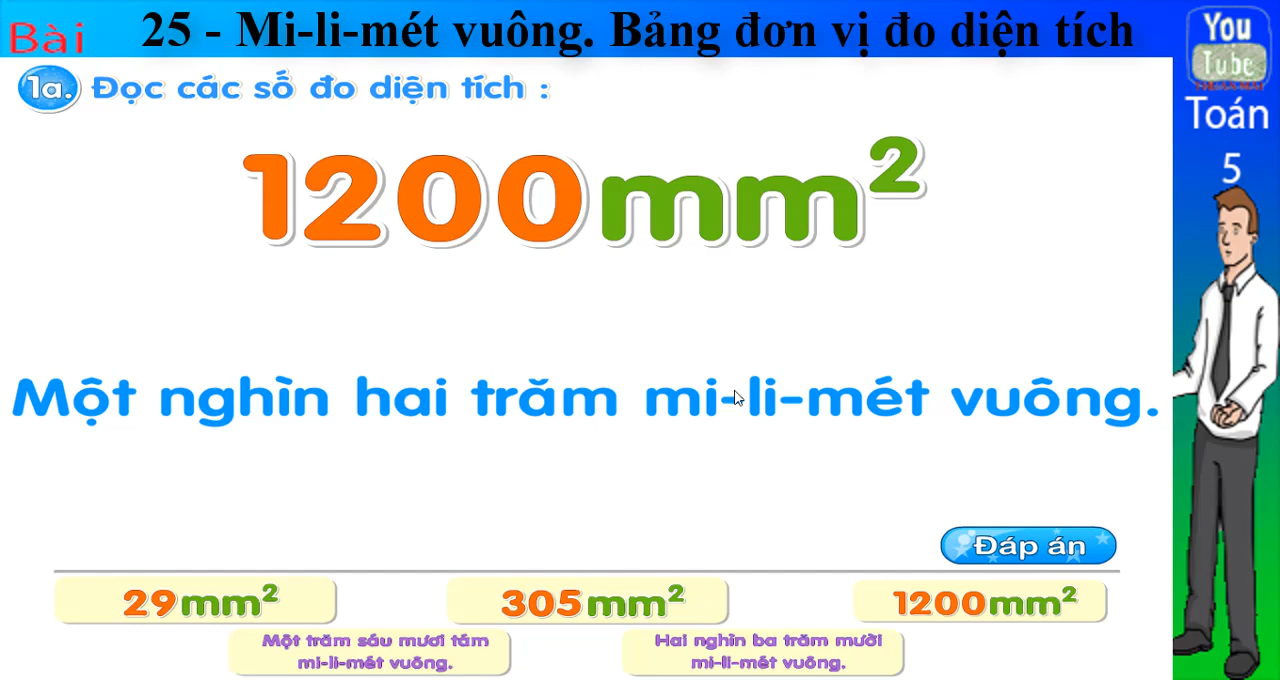 Bài 25 - Mi-li-mét vuông. Bảng đơn vị đo diện tích
You
Tube
Toán
5
1a. Đọc các số đo diện tích :
1200mm²
Một nghìn hai trăm mi-li-mét vuông.
Đáp án
29mm² 305mm² 1200mm²
Một trăm sáu mươi tám
mi-li-mét vuông.
Hai nghìn ba trăm mười
mi-li-mét vuông.